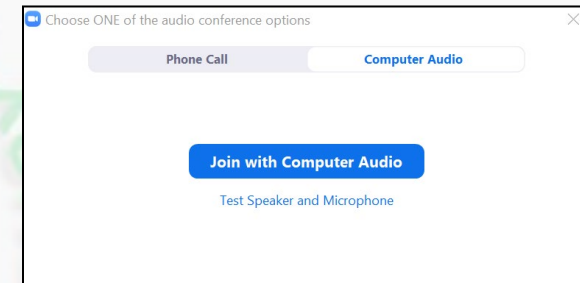 Choose ONE of the audio conference options
Phone Call
Computer Audio
Join with Computer Audio
Test Speaker and Microphone